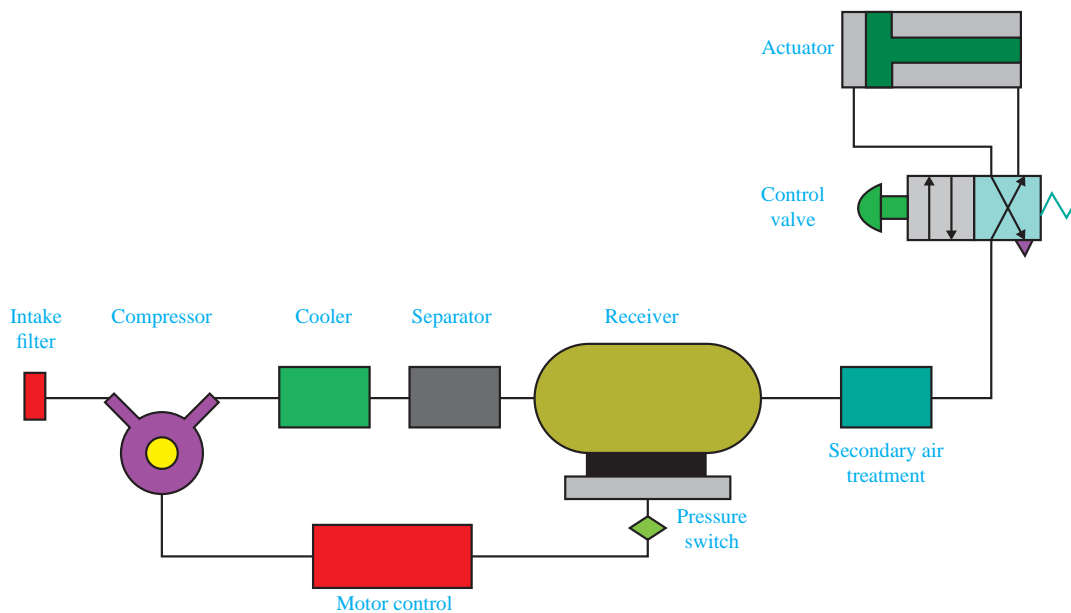 Actuator
Control
valve
Intake
filter
Compressor
Cooler
Separator
Receiver
Secondary air
treatment
Pressure
switch
Motor control